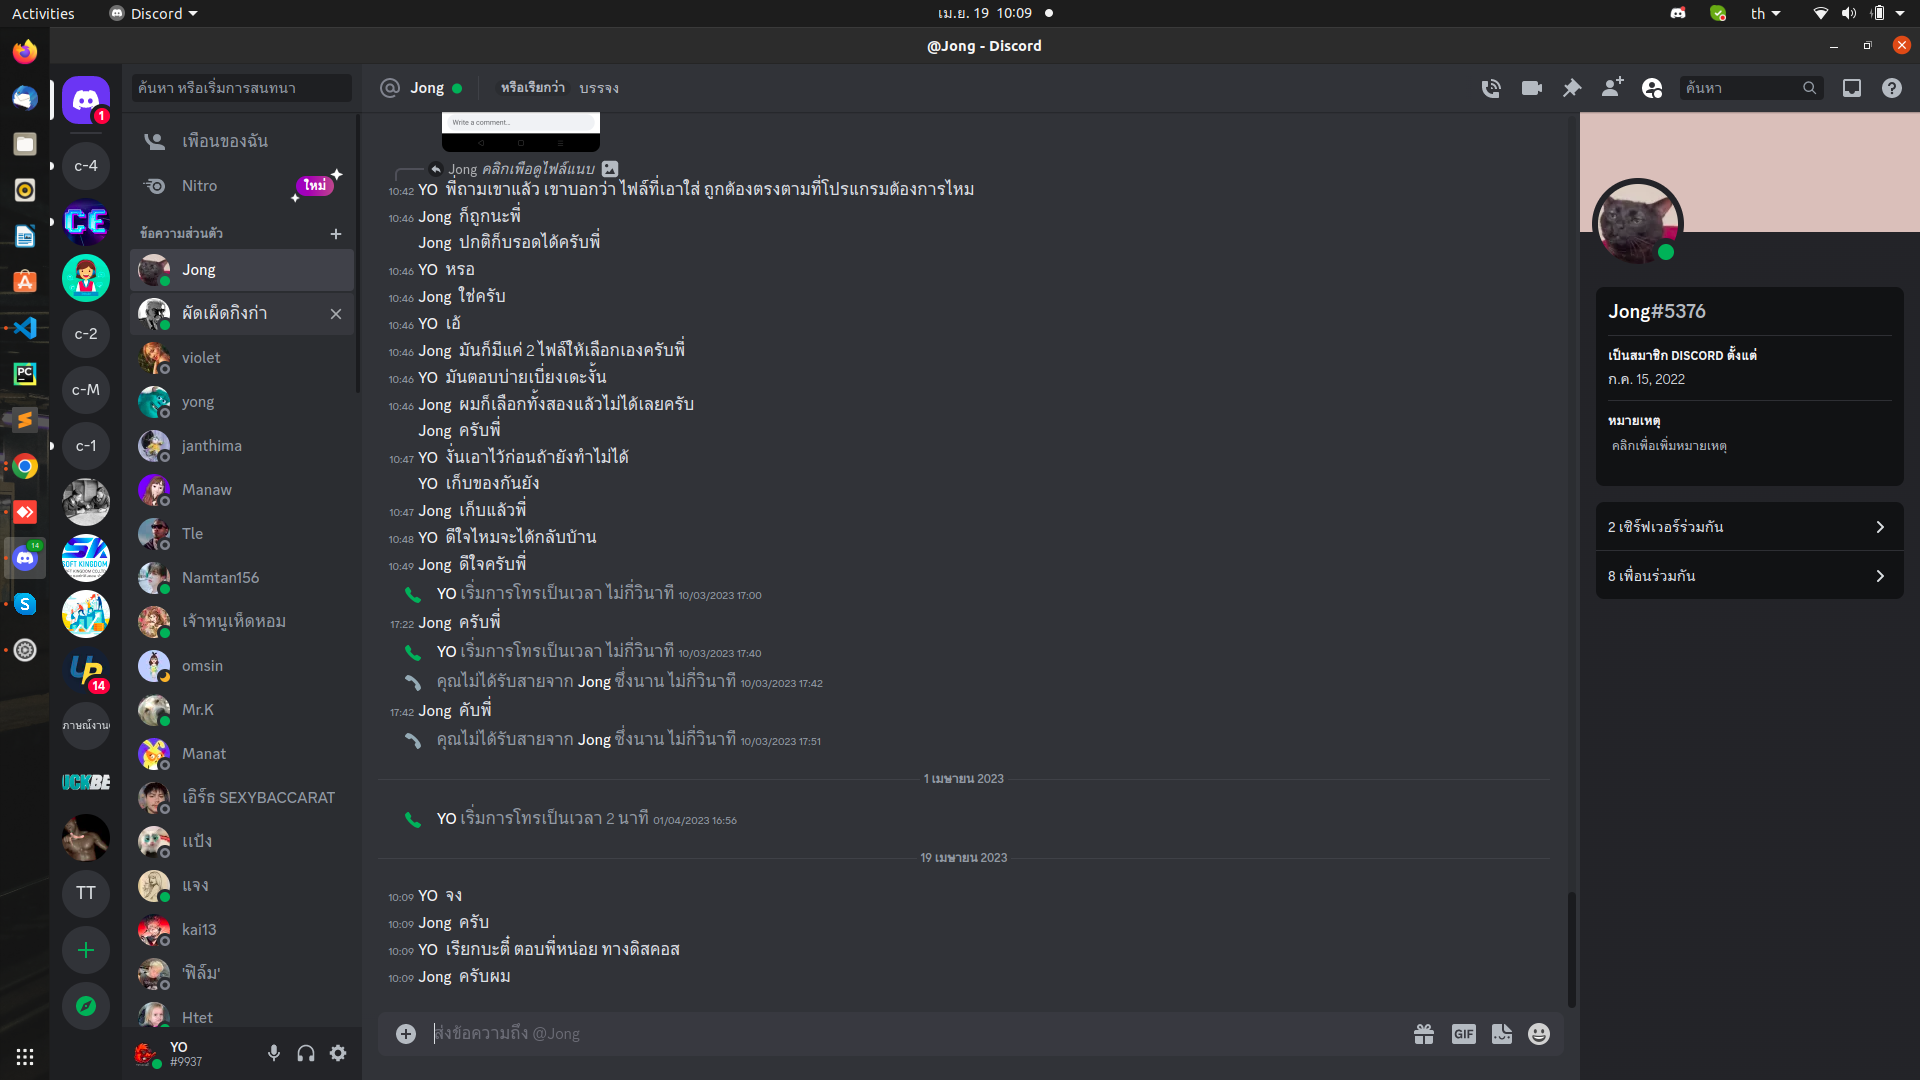 Activities
Discord
เม.ย. 19 10:09
th
@Jong - Discord
ค้นหา หรือเริ่มการสนทนา
เพื่อนของฉัน
Nitro
ใหม่
ข้อความส่วนตัว
Jong
ผัดเผ็ดกิงก่า
violet
yong
janthima
Manaw
Tle
Namtan156
เจ้าหนูเห็ดหอม
omsin
Mr.K
Manat
เอิร์ธ SEXYBACCARAT
เเป้ง
แจง
kai13
'ฟิล์ม'
Htet
YO
#9937
1
c-4
CE
c-2
c-M
c-1
SOFT KINGDOM
UP
14
ภาษณ์งาน
TT
14
PC
Jong
หรือเรียกว่า บรรจง
ค้นหา
Write a comment...
Jong คลิกเพื่อดูไฟล์แนบ
10:42 YO พี่ถามเขาแล้ว เขาบอกว่า ไฟล์ที่เอาใส่ ถูกต้องตรงตามที่โปรแกรมต้องการไหม
10:46 Jong ก็ถูกนะพี่
Jong ปกติก็บรอดได้ครับพี่
10:46 YO หรอ
10:46 Jong ใช่ครับ
10:46 YO เอ้
10:46 Jong มันก็มีแค่ 2 ไฟล์ให้เลือกเองครับพี่
10:46 YO มันตอบบ่ายเบี่ยงเดะงั้น
10:46 Jong ผมก็เลือกทั้งสองแล้วไม่ได้เลยครับ
Jong ครับพี่
10:47 YO งั่นเอาไว้ก่อนถ้ายังทำไม่ได้
YO เก็บของกันยัง
10:47 Jong เก็บแล้วพี่
10:48 YO ดีใจไหมจะได้กลับบ้าน
10:49 Jong ดีใจครับพี่
YO เริ่มการโทรเป็นเวลา ไม่กี่วินาที 10/03/2023 17:00
17:22 Jong ครับพี่
YO เริ่มการโทรเป็นเวลา ไม่กี่วินาที 10/03/2023 17:40
คุณไม่ได้รับสายจาก Jong ซึ่งนาน ไม่กี่วินาที 10/03/2023 17:42
17:42 Jong คับพี่
คุณไม่ได้รับสายจาก Jong ซึ่งนาน ไม่กี่วินาที 10/03/2023 17:51
1 เมษายน 2023
YO เริ่มการโทรเป็นเวลา 2 นาที 01/04/2023 16:56
19 เมษายน 2023
10:09 YO จง
10:09 Jong ครับ
10:09 YO เรียกบะตี๋ ตอบพี่หน่อย ทางดิสคอส
10:09 Jong ครับผม
ส่งข้อความถึง @Jong
GIF
Jong#5376
เป็นสมาชิก DISCORD ตั้งแต่
ก.ค. 15, 2022
หมายเหตุ
คลิกเพื่อเพิ่มหมายเหตุ
2 เซิร์ฟเวอร์ร่วมกัน
8 เพื่อนร่วมกัน